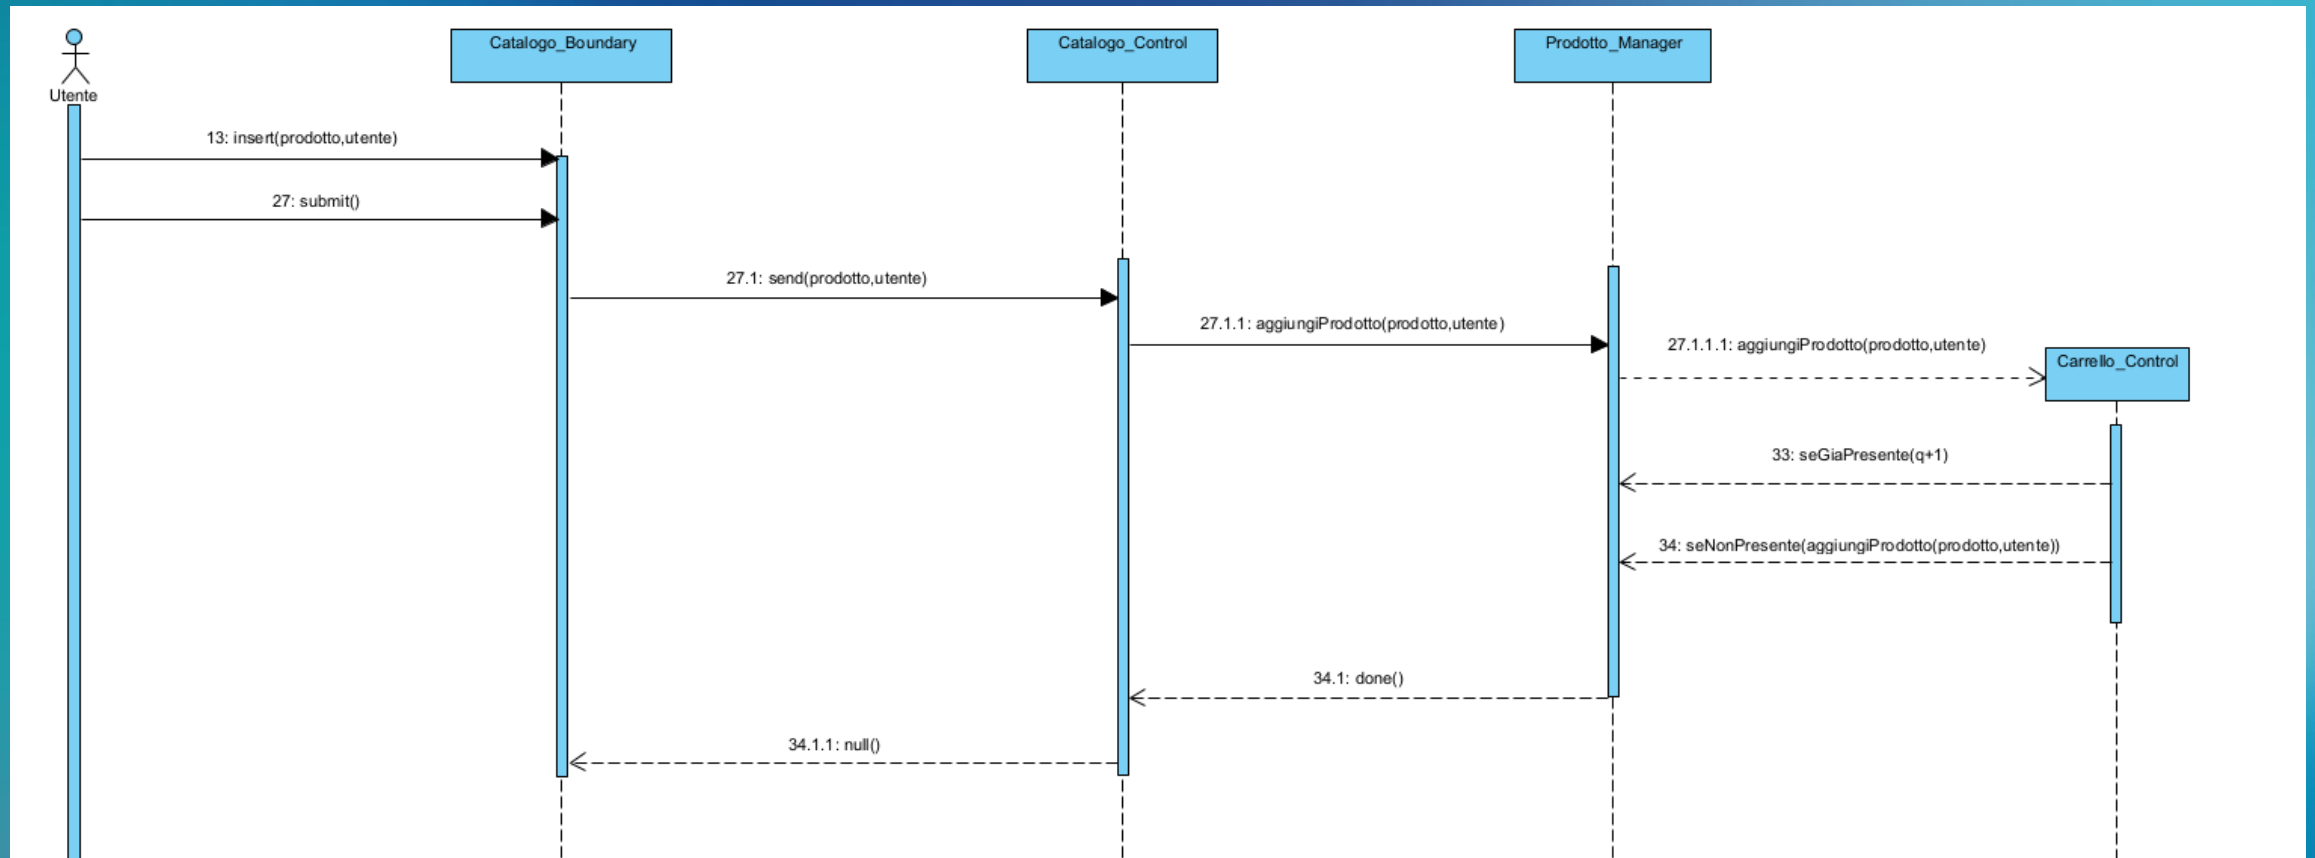 Utente
Catalogo_Boundary
Catalogo_Control
Prodotto_Manager
13: insert(prodotto,utente)
27: submit()
27.1: send(prodotto,utente)
27.1.1: aggiungiProdotto(prodotto,utente)
27.1.1.1: aggiungiProdotto(prodotto,utente)
Carrello_Control
33: seGiaPresente(q+1)
34: seNonPresente(aggiungiProdotto(prodotto,utente))
34.1: done()
34.1.1: null()